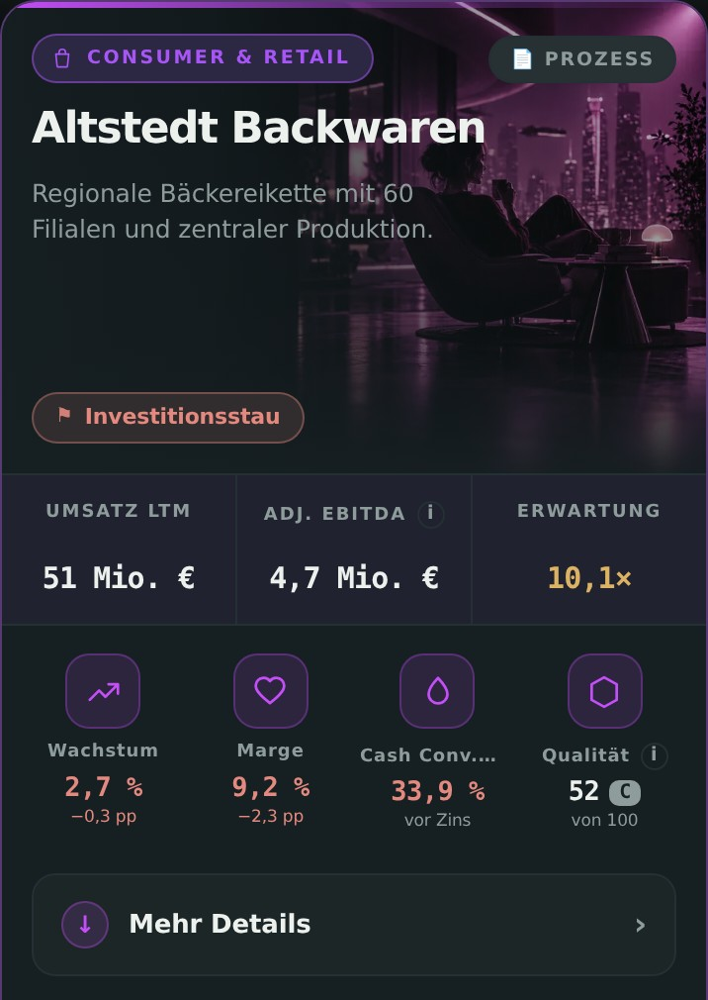 CONSUMER & RETAIL
PROZESS
Altstedt Backwaren
Regionale Bäckereikette mit 60
Filialen und zentraler Produktion.
⚑ Investitionsstau
UMSATZ LTM
ADJ. EBITDA i
ERWARTUNG
51 Mio. €
4,7 Mio. €
10,1×
Wachstum
Marge
Cash Conv.…
Qualität i
2,7 %
9,2 %
33,9 %
52 C
−0,3 pp
−2,3 pp
vor Zins
von 100
↓ Mehr Details ›